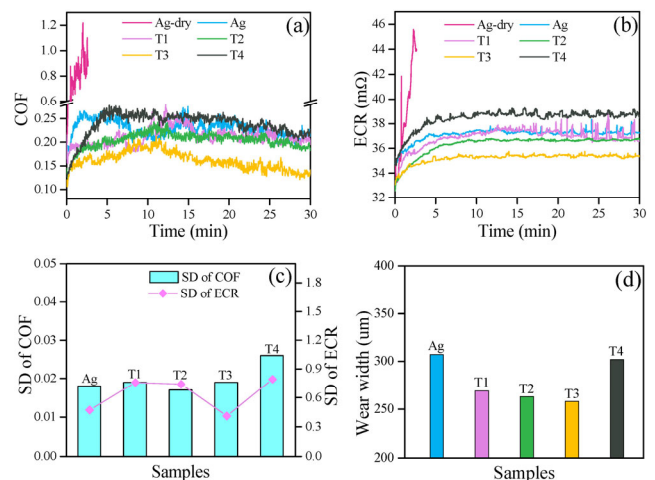 (a)
Ag-dry
Ag
T1
T2
T3
T4
1.2
1.0
0.8
0.6
0.25
0.20
0.15
0.10
COF
0
5
10
15
20
25
30
Time (min)
(b)
Ag-dry
Ag
T1
T2
T3
T4
46
44
42
40
38
36
34
32
ECR (mΩ)
0
5
10
15
20
25
30
Time (min)
(c)
SD of COF
SD of ECR
0.05
0.04
0.03
0.02
0.01
0.00
SD of COF
Ag
T1
T2
T3
T4
1.8
1.5
1.2
0.9
0.6
0.3
0.0
SD of ECR
Samples
(d)
400
350
300
250
200
Wear width (um)
Ag
T1
T2
T3
T4
Samples